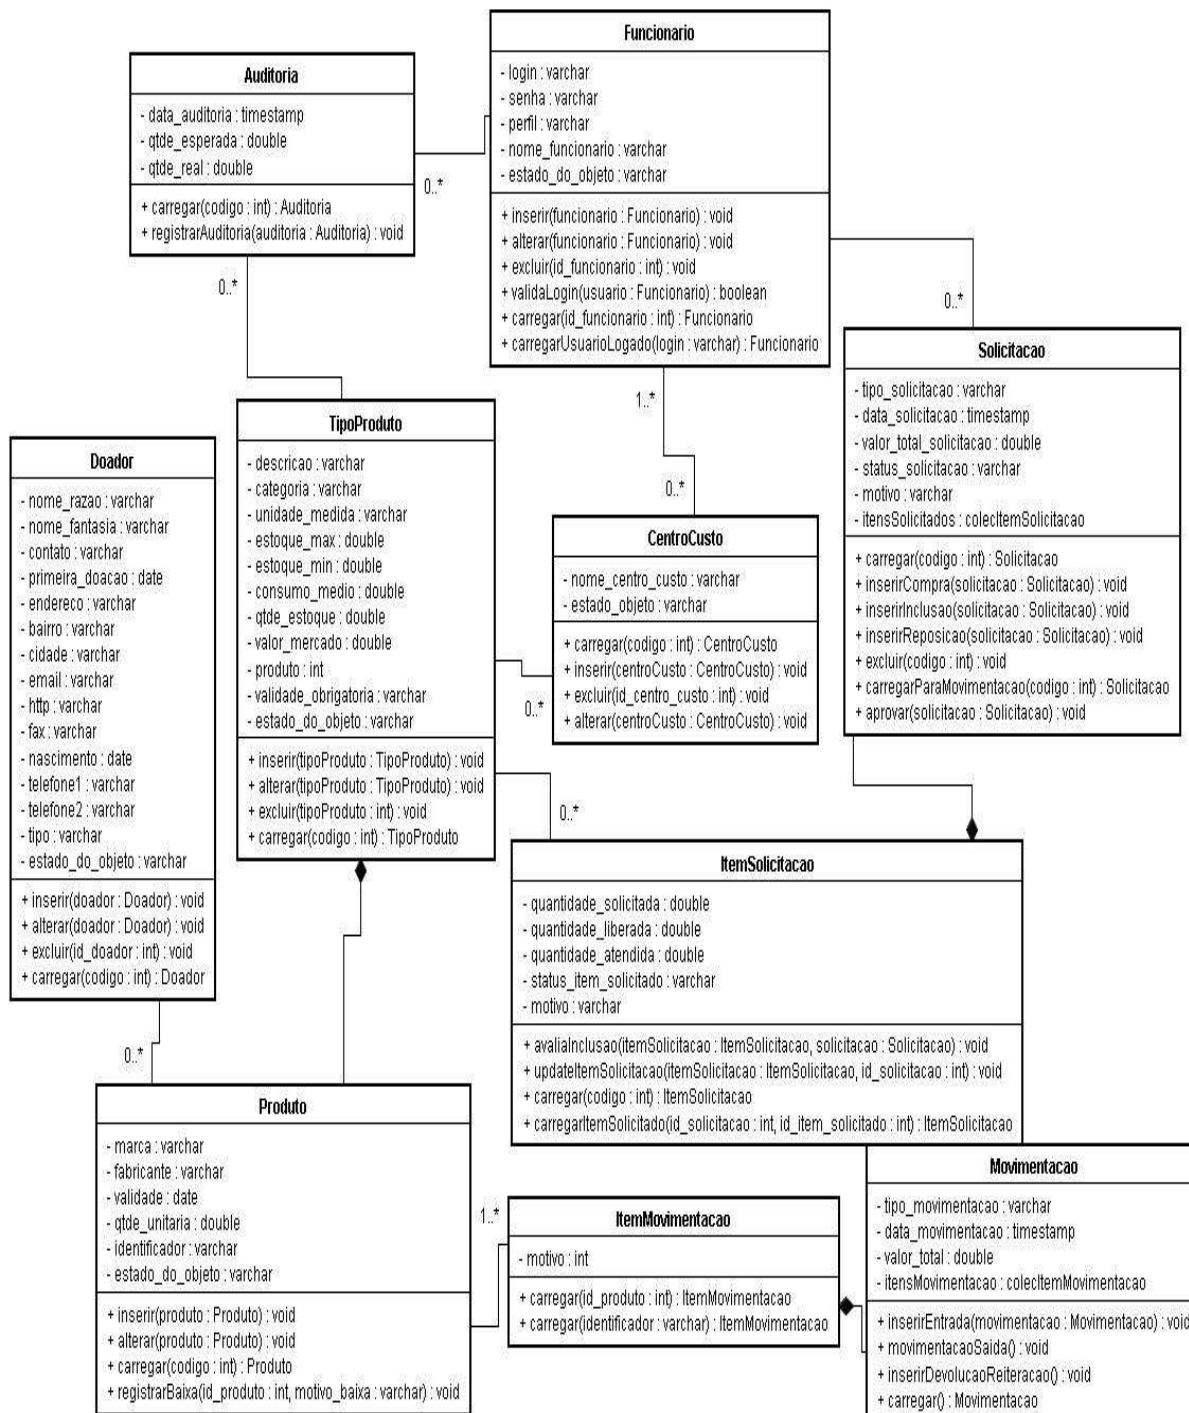 Auditoria
- data_auditoria : timestamp
- qtde_esperada : double
- qtde_real : double
+ carregar(codigo : int) : Auditoria
+ registrarAuditoria(auditoria : Auditoria) : void
0..*
0..*
Funcionario
- login : varchar
- senha : varchar
- perfil : varchar
- nome_funcionario : varchar
- estado_do_objeto : varchar
+ inserir(funcionario : Funcionario) : void
+ alterar(funcionario : Funcionario) : void
+ excluir(id_funcionario : int) : void
+ validaLogin(usuario : Funcionario) : boolean
+ carregar(id_funcionario : int) : Funcionario
+ carregarUsuarioLogado(login : varchar) : Funcionario
0..*
1..*
0..*
Solicitacao
- tipo_solicitacao : varchar
- data_solicitacao : timestamp
- valor_total_solicitacao : double
- status_solicitacao : varchar
- motivo : varchar
- itensSolicitados : colecItemSolicitacao
+ carregar(codigo : int) : Solicitacao
+ inserirCompra(solicitacao : Solicitacao) : void
+ inserirInclusao(solicitacao : Solicitacao) : void
+ inserirReposicao(solicitacao : Solicitacao) : void
+ excluir(codigo : int) : void
+ carregarParaMovimentacao(codigo : int) : Solicitacao
+ aprovar(solicitacao : Solicitacao) : void
Doador
- nome_razao : varchar
- nome_fantasia : varchar
- contato : varchar
- primeira_doacao : date
- endereco : varchar
- bairro : varchar
- cidade : varchar
- email : varchar
- http : varchar
- fax : varchar
- nascimento : date
- telefone1 : varchar
- telefone2 : varchar
- tipo : varchar
- estado_do_objeto : varchar
+ inserir(doador : Doador) : void
+ alterar(doador : Doador) : void
+ excluir(id_doador : int) : void
+ carregar(codigo : int) : Doador
0..*
TipoProduto
- descricao : varchar
- categoria : varchar
- unidade_medida : varchar
- estoque_max : double
- estoque_min : double
- consumo_medio : double
- qtde_estoque : double
- valor_mercado : double
- produto : int
- validade_obrigatoria : varchar
- estado_do_objeto : varchar
+ inserir(tipoProduto : TipoProduto) : void
+ alterar(tipoProduto : TipoProduto) : void
+ excluir(tipoProduto : int) : void
+ carregar(codigo : int) : TipoProduto
0..*
0..*
CentroCusto
- nome_centro_custo : varchar
- estado_objeto : varchar
+ carregar(codigo : int) : CentroCusto
+ inserir(centroCusto : CentroCusto) : void
+ excluir(id_centro_custo : int) : void
+ alterar(centroCusto : CentroCusto) : void
ItemSolicitacao
- quantidade_solicitada : double
- quantidade_liberada : double
- quantidade_atendida : double
- status_item_solicitado : varchar
- motivo : varchar
+ avaliaInclusao(itemSolicitacao : ItemSolicitacao, solicitacao : Solicitacao) : void
+ updateItemSolicitacao(itemSolicitacao : ItemSolicitacao, id_solicitacao : int) : void
+ carregar(codigo : int) : ItemSolicitacao
+ carregarItemSolicitado(id_solicitacao : int, id_item_solicitado : int) : ItemSolicitacao
Produto
- marca : varchar
- fabricante : varchar
- validade : date
- qtde_unitaria : double
- identificador : varchar
- estado_do_objeto : varchar
+ inserir(produto : Produto) : void
+ alterar(produto : Produto) : void
+ carregar(codigo : int) : Produto
+ registrarBaixa(id_produto : int, motivo_baixa : varchar) : void
1..*
ItemMovimentacao
- motivo : int
+ carregar(id_produto : int) : ItemMovimentacao
+ carregar(identificador : varchar) : ItemMovimentacao
Movimentacao
- tipo_movimentacao : varchar
- data_movimentacao : timestamp
- valor_total : double
- itensMovimentacao : colecItemMovimentacao
+ inserirEntrada(movimentacao : Movimentacao) : void
+ movimentacaoSaida() : void
+ inserirDevolucaoReiteracao() : void
+ carregar() : Movimentacao